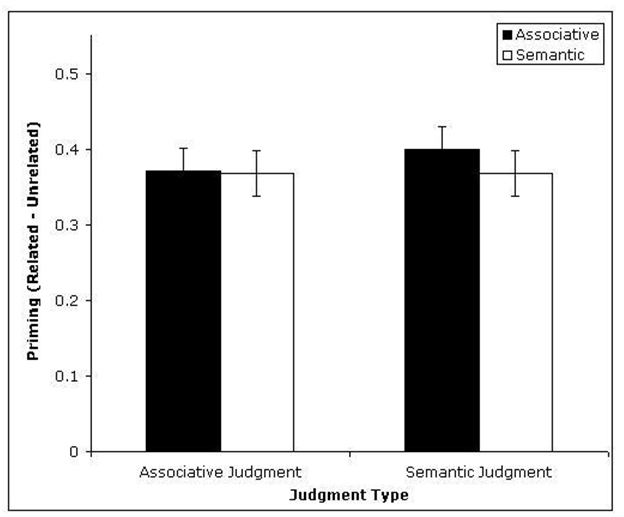 Associative
Semantic
0.5
0.4
0.3
0.2
0.1
0
Priming (Related - Unrelated)
Associative Judgment
Semantic Judgment
Judgment Type